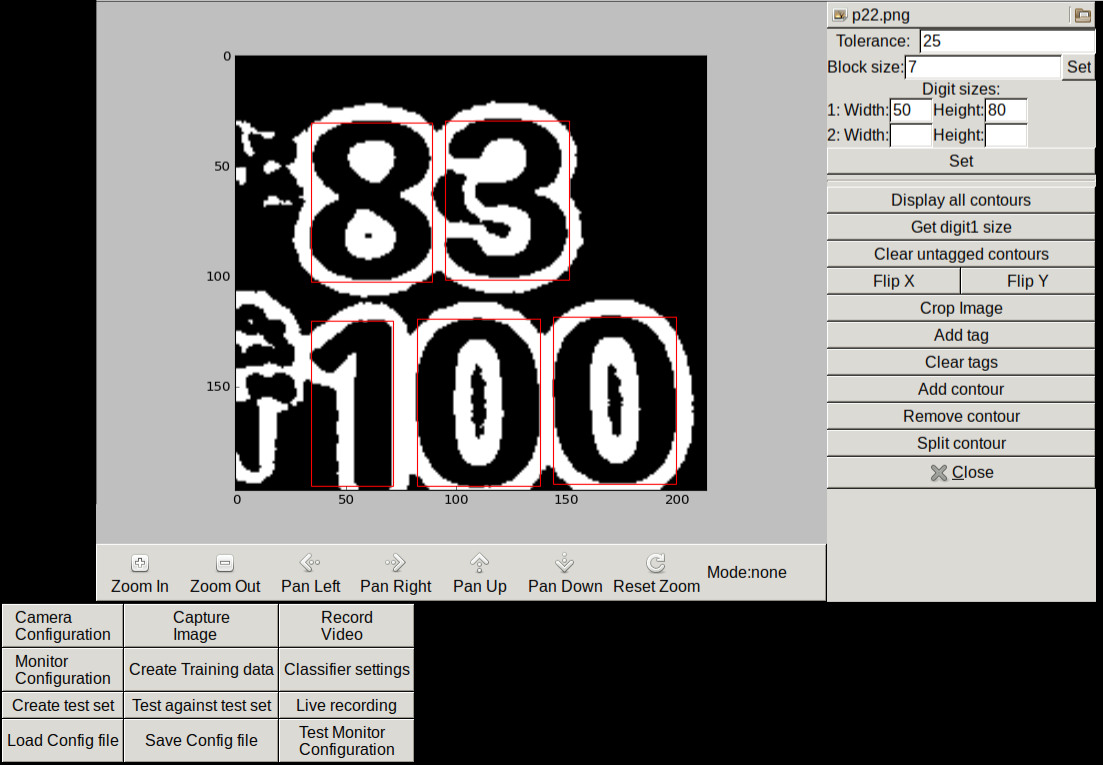 p22.png
Tolerance: 25
Block size: 7 Set
Digit sizes:
1: Width: 50 Height: 80
2: Width: Height:
Set
Display all contours
Get digit1 size
Clear untagged contours
Flip X Flip Y
Crop Image
Add tag
Clear tags
Add contour
Remove contour
Split contour
Close
0
50
100
150
0 50 100 150 200
83
100
Zoom In Zoom Out Pan Left Pan Right Pan Up Pan Down Reset Zoom Mode:none
Camera Configuration
Capture Image
Record Video
Monitor Configuration
Create Training data
Classifier settings
Create test set
Test against test set
Live recording
Load Config file
Save Config file
Test Monitor Configuration